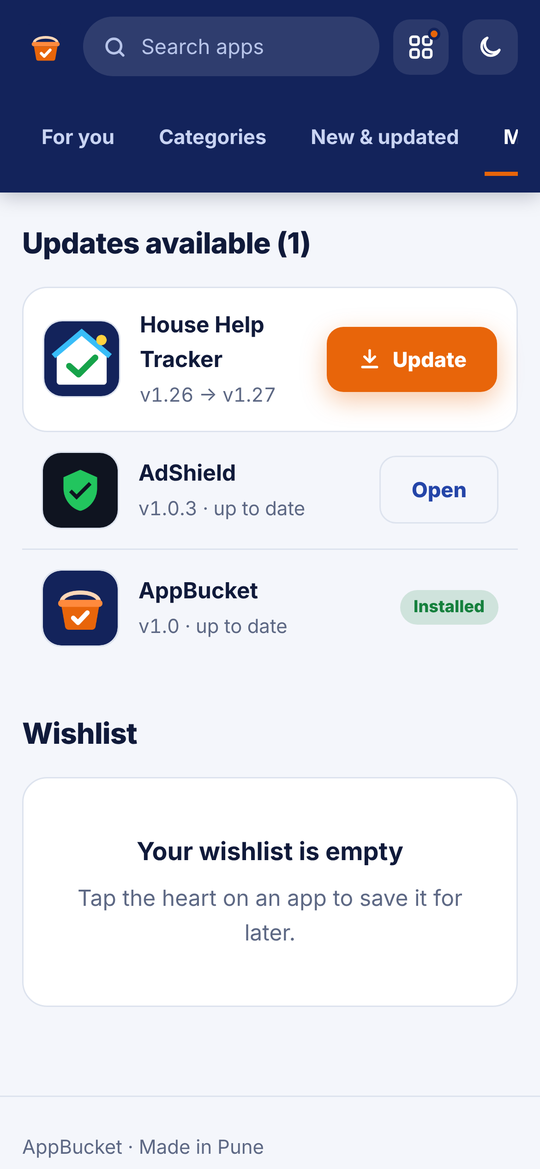 Search apps
For you
Categories
New & updated
M
Updates available (1)
House Help
Tracker
v1.26 → v1.27
Update
AdShield
v1.0.3 · up to date
Open
AppBucket
v1.0 · up to date
Installed
Wishlist
Your wishlist is empty
Tap the heart on an app to save it for
later.
AppBucket · Made in Pune